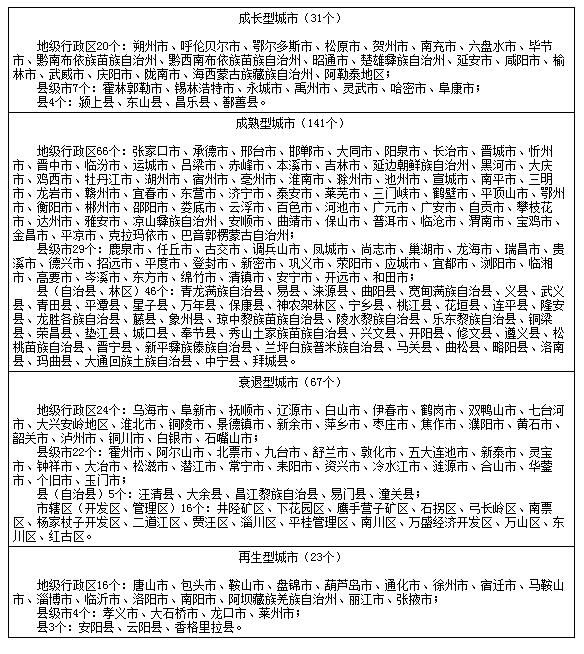 成长型城市（31个）
地级行政区20个：朔州市、呼伦贝尔市、鄂尔多斯市、松原市、贺州市、南充市、六盘水市、毕节
市、黔南布依族苗族自治州、黔西南布依族苗族自治州、昭通市、楚雄彝族自治州、延安市、咸阳市、榆
林市、武威市、庆阳市、陇南市、海西蒙古族藏族自治州、阿勒泰地区；
县级市7个：霍林郭勒市、锡林浩特市、永城市、禹州市、灵武市、哈密市、阜康市；
县4个：颍上县、东山县、昌乐县、鄯善县。
成熟型城市（141个）
地级行政区66个：张家口市、承德市、邢台市、邯郸市、大同市、阳泉市、长治市、晋城市、忻州
市、晋中市、临汾市、运城市、吕梁市、赤峰市、本溪市、吉林市、延边朝鲜族自治州、黑河市、大庆
市、鸡西市、牡丹江市、湖州市、宿州市、亳州市、淮南市、滁州市、池州市、宣城市、南平市、三明
市、龙岩市、赣州市、宜春市、东营市、济宁市、泰安市、莱芜市、三门峡市、鹤壁市、平顶山市、鄂州
市、衡阳市、郴州市、邵阳市、娄底市、云浮市、百色市、河池市、广元市、广安市、自贡市、攀枝花
市、达州市、雅安市、凉山彝族自治州、安顺市、曲靖市、保山市、普洱市、临沧市、渭南市、宝鸡市、
金昌市、平凉市、克拉玛依市、巴音郭楞蒙古自治州；
县级市29个：鹿泉市、任丘市、古交市、调兵山市、凤城市、尚志市、巢湖市、龙海市、瑞昌市、贵
溪市、德兴市、招远市、平度市、登封市、新密市、巩义市、荥阳市、应城市、宜都市、浏阳市、临湘
市、高要市、岑溪市、东方市、绵竹市、清镇市、安宁市、开远市、和田市；
县（自治县、林区）46个：青龙满族自治县、易县、涞源县、曲阳县、宽甸满族自治县、义县、武义
县、青田县、平潭县、星子县、万年县、保康县、神农架林区、宁乡县、桃江县、花垣县、连平县、隆安
县、龙胜各族自治县、藤县、象州县、琼中黎族苗族自治县、陵水黎族自治县、乐东黎族自治县、铜梁
县、荣昌县、垫江县、城口县、奉节县、秀山土家族苗族自治县、兴文县、开阳县、修文县、遵义县、松
桃苗族自治县、晋宁县、新平彝族傣族自治县、兰坪白族普米族自治县、马关县、曲松县、略阳县、洛南
县、玛曲县、大通回族土族自治县、中宁县、拜城县。
衰退型城市（67个）
地级行政区24个：乌海市、阜新市、抚顺市、辽源市、白山市、伊春市、鹤岗市、双鸭山市、七台河
市、大兴安岭地区、淮北市、铜陵市、景德镇市、新余市、萍乡市、枣庄市、焦作市、濮阳市、黄石市、
韶关市、泸州市、铜川市、白银市、石嘴山市；
县级市22个：霍州市、阿尔山市、北票市、九台市、舒兰市、敦化市、五大连池市、新泰市、灵宝
市、钟祥市、大冶市、松滋市、潜江市、常宁市、耒阳市、资兴市、冷水江市、涟源市、合山市、华蓥
市、个旧市、玉门市；
县（自治县）5个：汪清县、大余县、昌江黎族自治县、易门县、潼关县；
市辖区（开发区、管理区）16个：井陉矿区、下花园区、鹰手营子矿区、石拐区、弓长岭区、南票
区、杨家杖子开发区、二道江区、贾汪区、淄川区、平桂管理区、南川区、万盛经济开发区、万山区、东
川区、红古区。
再生型城市（23个）
地级行政区16个：唐山市、包头市、鞍山市、盘锦市、葫芦岛市、通化市、徐州市、宿迁市、马鞍山
市、淄博市、临沂市、洛阳市、南阳市、阿坝藏族羌族自治州、丽江市、张掖市；
县级市4个：孝义市、大石桥市、龙口市、莱州市；
县3个：安阳县、云阳县、香格里拉县。